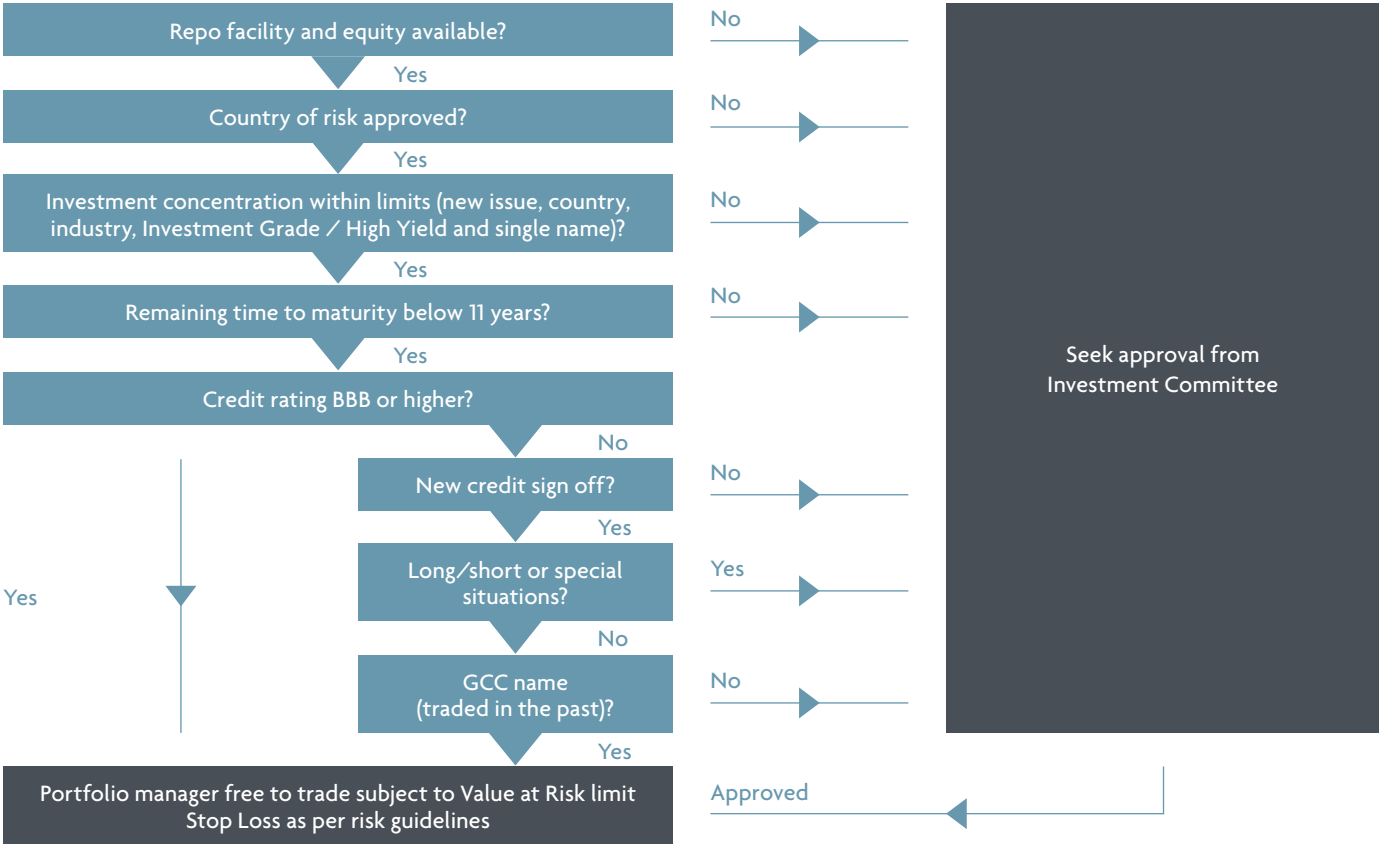 Repo facility and equity available?
No
Yes
Country of risk approved?
No
Yes
Investment concentration within limits (new issue, country,
industry, Investment Grade / High Yield and single name)?
No
Yes
Remaining time to maturity below 11 years?
No
Yes
Credit rating BBB or higher?
No
New credit sign off?
No
Yes
Long/short or special
situations?
Yes
No
GCC name
(traded in the past)?
No
Yes
Yes
Seek approval from
Investment Committee
Portfolio manager free to trade subject to Value at Risk limit
Stop Loss as per risk guidelines
Approved